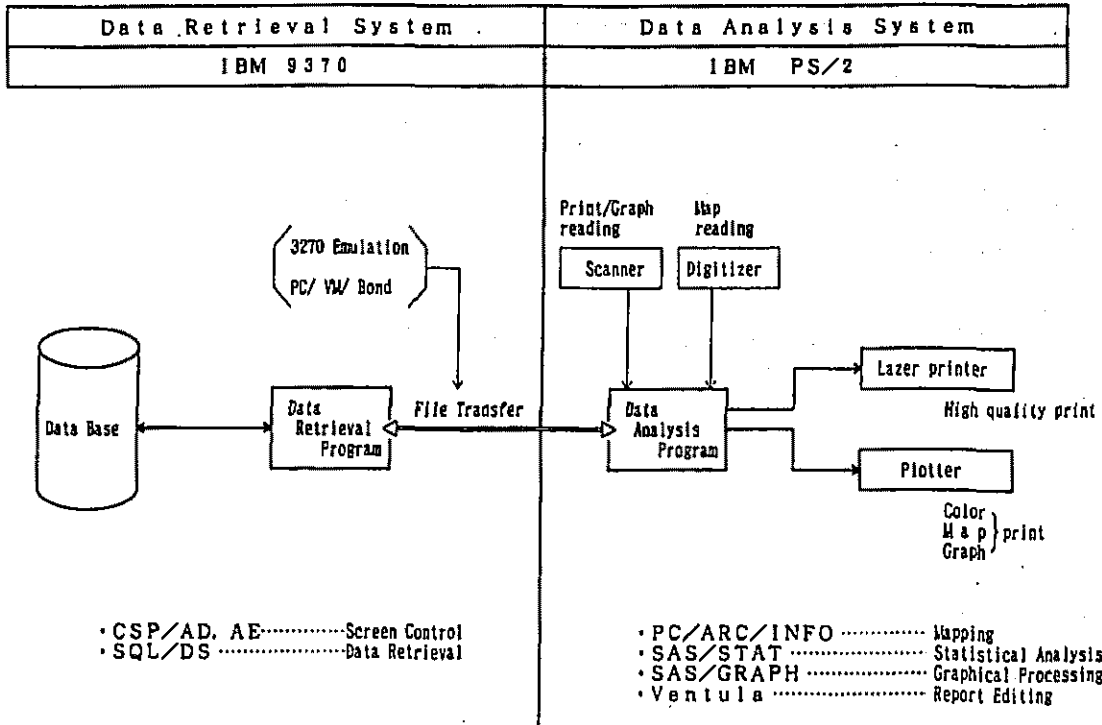 Data Retrieval System
Data Analysis System
IBM 9370
IBM PS/2
Print/Graph
reading
Map
reading
3270 Emulation
PC/ VM/ Bond
Scanner
Digitizer
Data Base
Data
Retrieval
Program
File Transfer
Data
Analysis
Program
Lazer printer
High quality print
Plotter
Color
Map
Graph
print
・CSP/AD, AE············Screen Control
・SQL/DS ················Data Retrieval
・PC/ARC/INFO ············ Mapping
・SAS/STAT ················ Statistical Analysis
・SAS/GRAPH ·············· Graphical Processing
・Ventula ·················· Report Editing